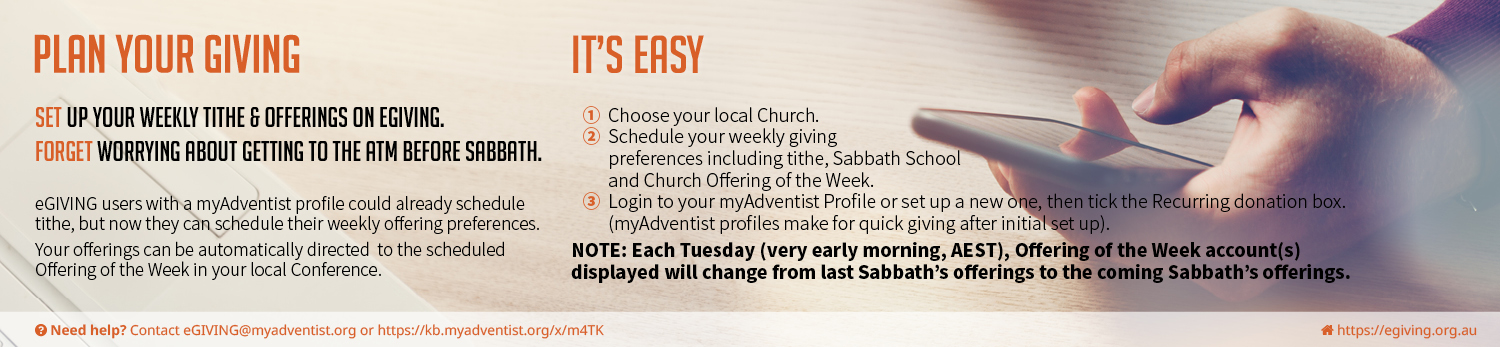 PLAN YOUR GIVING
SET UP YOUR WEEKLY TITHE & OFFERINGS ON EGIVING.
FORGET WORRYING ABOUT GETTING TO THE ATM BEFORE SABBATH.
eGIVING users with a myAdventist profile could already schedule
tithe, but now they can schedule their weekly offering preferences.
Your offerings can be automatically directed to the scheduled
Offering of the Week in your local Conference.
IT'S EASY
1 Choose your local Church.
2 Schedule your weekly giving
preferences including tithe, Sabbath School
and Church Offering of the Week.
3 Login to your myAdventist Profile or set up a new one, then tick the Recurring donation box.
(myAdventist profiles make for quick giving after initial set up).
NOTE: Each Tuesday (very early morning, AEST), Offering of the Week account(s)
displayed will change from last Sabbath's offerings to the coming Sabbath's offerings.
? Need help? Contact eGIVING@myadventist.org or https://kb.myadventist.org/x/m4TK
https://egiving.org.au